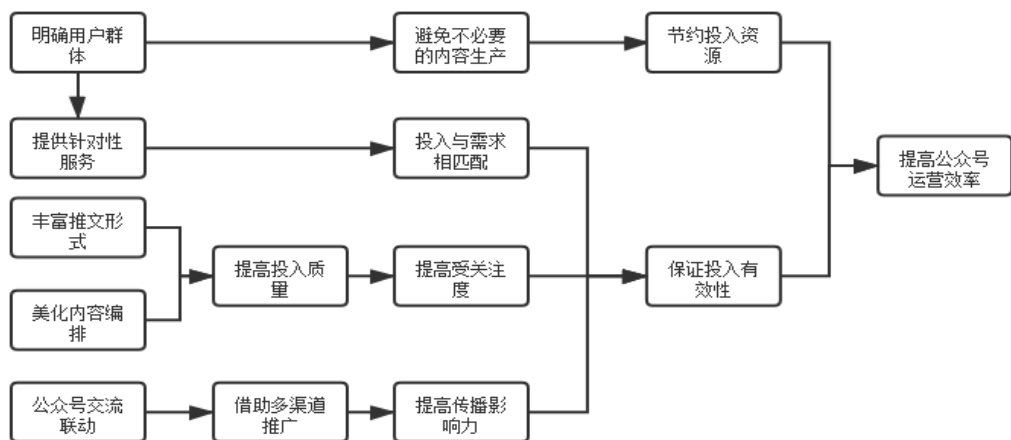 明确用户群
体
避免不必要
的内容生产
节约投入资
源
提供针对性
服务
投入与需求
相匹配
提高公众号
运营效率
丰富推文形
式
提高投入质
量
提高受关注
度
保证投入有
效性
美化内容编
排
公众号交流
联动
借助多渠道
推广
提高传播影
响力